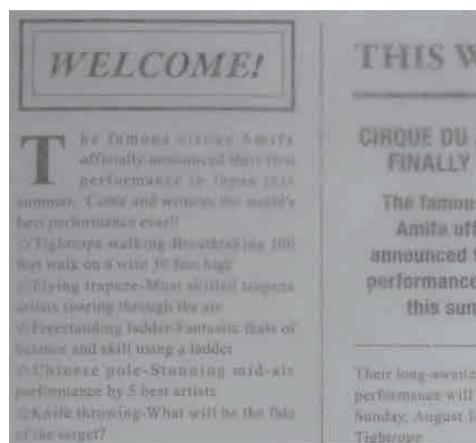 WELCOME!
The famous circus Amifa
officially announced their first
performance in Japan this
summer. Come and witness the world's
best performance ever!!
☆Tightrope walking-Breathtaking 100
feet walk on a wire 30 feet high
☆Flying trapeze-Most skilled trapeze
artists soaring through the air
☆Freestanding ladder-Fantastic feats of
balance and skill using a ladder
☆Chinese pole-Stunning mid-air
performance by 5 best artists
☆Knife throwing-What will be the fate
of the target?
THIS W
CIRQUE DU
FINALLY
The famous
Amifa off
announced t
performance
this sum
Their long-awaite
performance will
Sunday, August 1
Tightrope